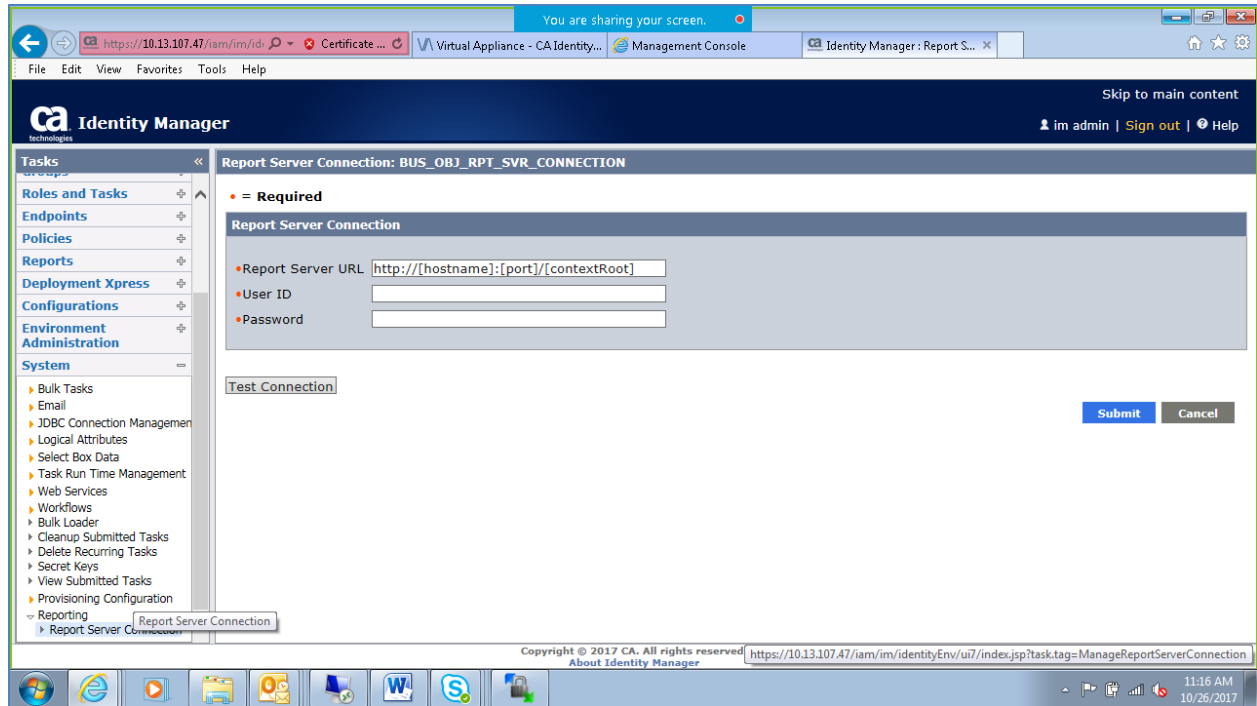 You are sharing your screen.
https://10.13.107.47/iam/im/id
Certificate ...
Virtual Appliance - CA Identity...
Management Console
Identity Manager : Report S...
File Edit View Favorites Tools Help
Skip to main content
ca technologies
Identity Manager
im admin | Sign out | Help
Tasks «
Roles and Tasks
Endpoints
Policies
Reports
Deployment Xpress
Configurations
Environment
Administration
System
Bulk Tasks
Email
JDBC Connection Managemen
Logical Attributes
Select Box Data
Task Run Time Management
Web Services
Workflows
Bulk Loader
Cleanup Submitted Tasks
Delete Recurring Tasks
Secret Keys
View Submitted Tasks
Provisioning Configuration
Reporting
Report Server Connection
Report Server Connection
Report Server Connection: BUS_OBJ_RPT_SVR_CONNECTION
• = Required
Report Server Connection
•Report Server URL http://[hostname]:[port]/[contextRoot]
•User ID
•Password
Test Connection
Submit
Cancel
Copyright © 2017 CA. All rights reserved
About Identity Manager
https://10.13.107.47/iam/im/identityEnv/ui7/index.jsp?task.tag=ManageReportServerConnection
11:16 AM
10/26/2017